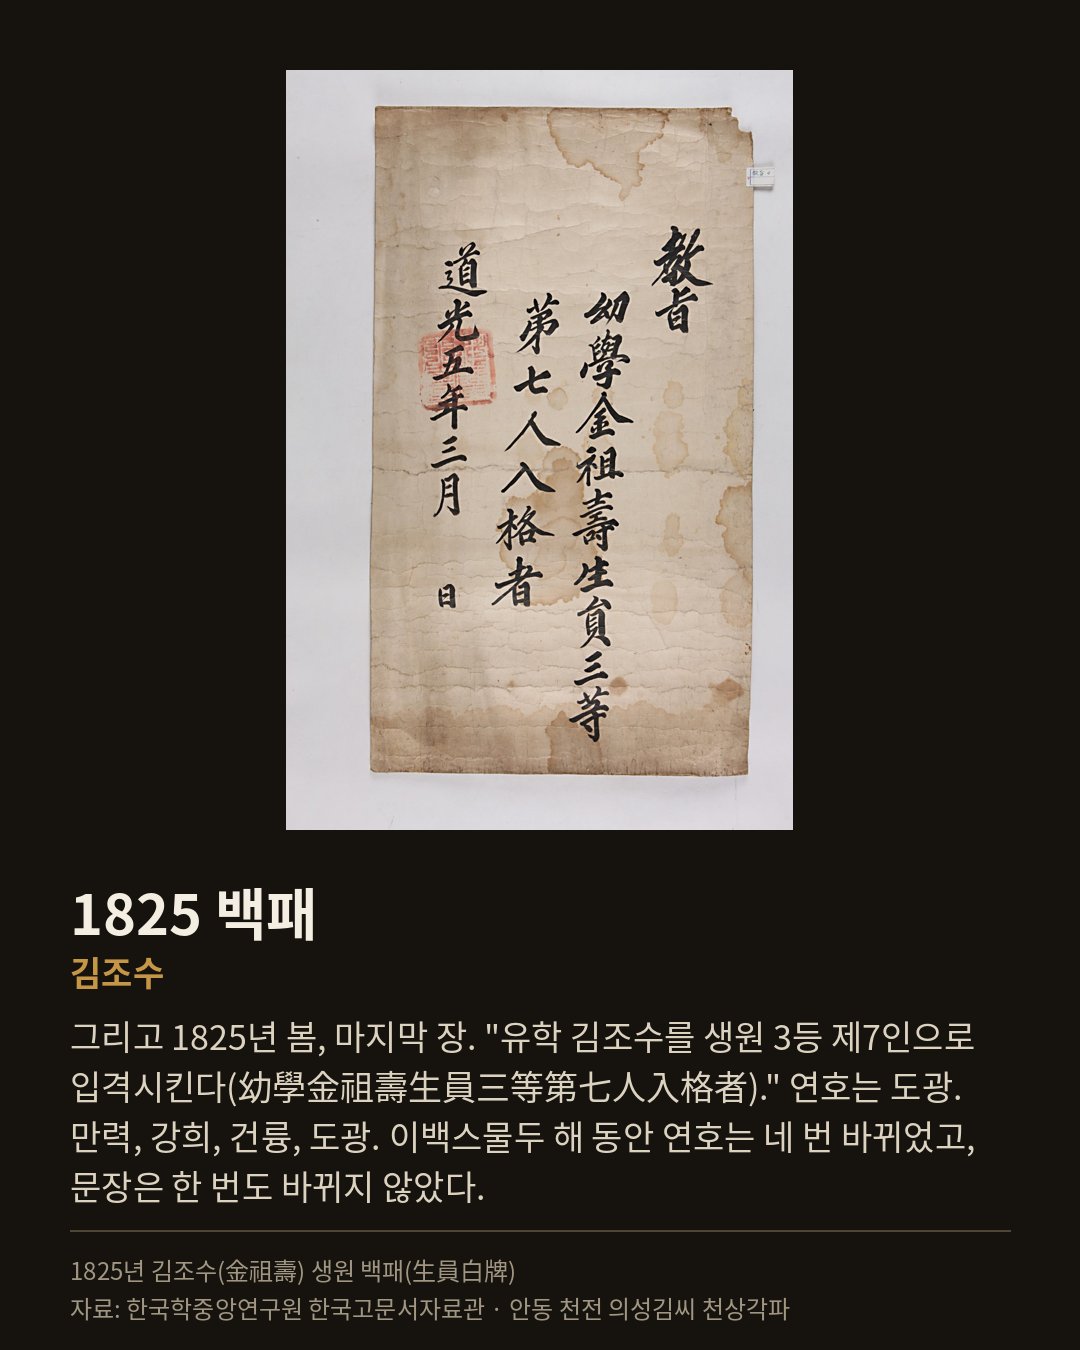 教旨
幼學金祖壽生員三等
第七人入格者
道光五年三月 日
1825 백패
김조수
그리고 1825년 봄, 마지막 장. "유학 김조수를 생원 3등 제7인으로
입격시킨다(幼學金祖壽生員三等第七人入格者)." 연호는 도광.
만력, 강희, 건륭, 도광. 이백스물두 해 동안 연호는 네 번 바뀌었고,
문장은 한 번도 바뀌지 않았다.
1825년 김조수(金祖壽) 생원 백패(生員白牌)
자료: 한국학중앙연구원 한국고문서자료관 · 안동 천전 의성김씨 천상각파